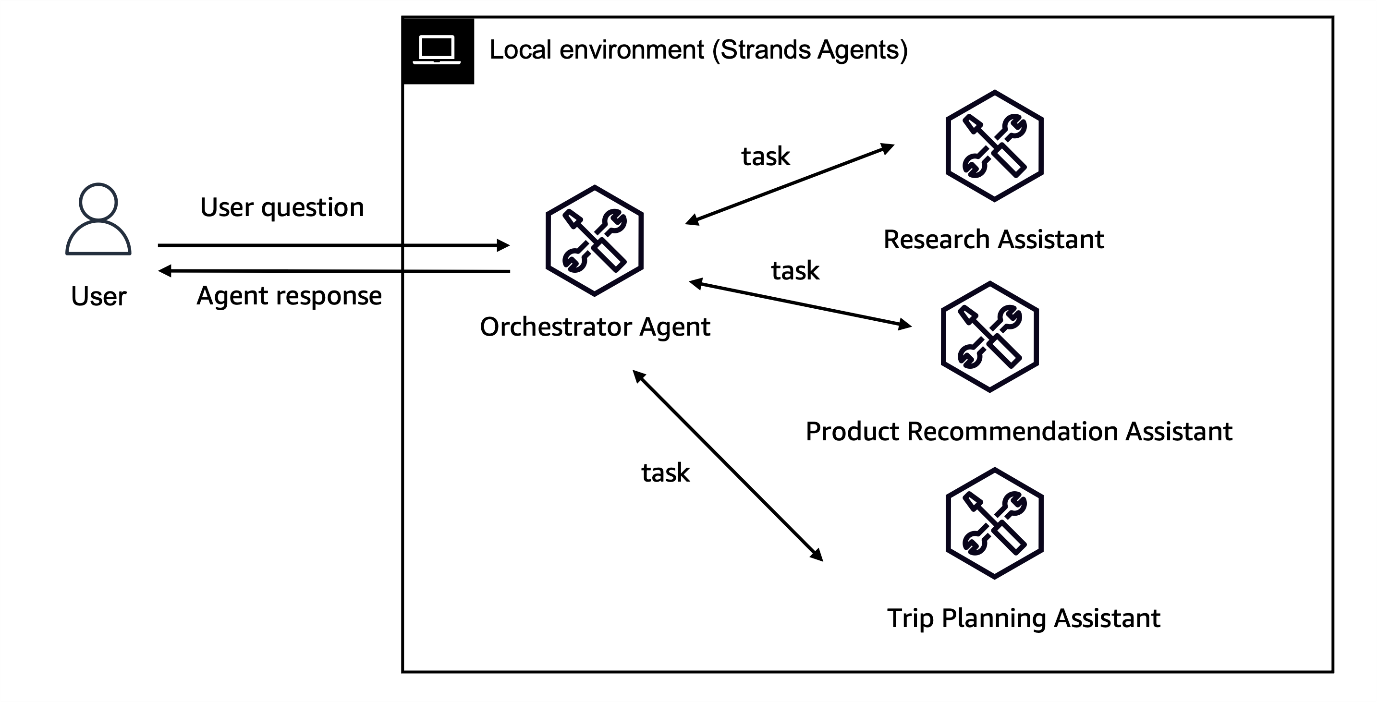 Local environment (Strands Agents)
task
User question
Research Assistant
task
User
Agent response
Orchestrator Agent
Product Recommendation Assistant
task
Trip Planning Assistant